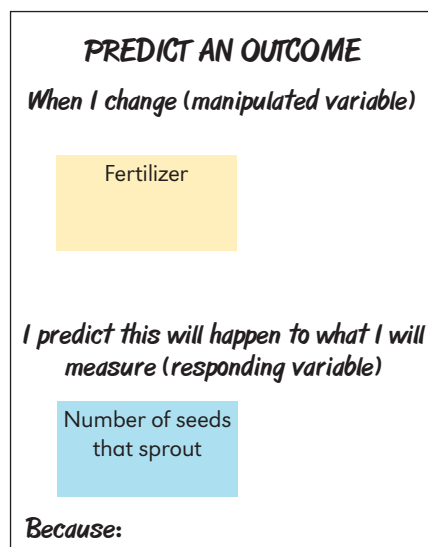 PREDICT AN OUTCOME
When I change (manipulated variable)
Fertilizer
I predict this will happen to what I will
measure (responding variable)
Number of seeds
that sprout
Because: